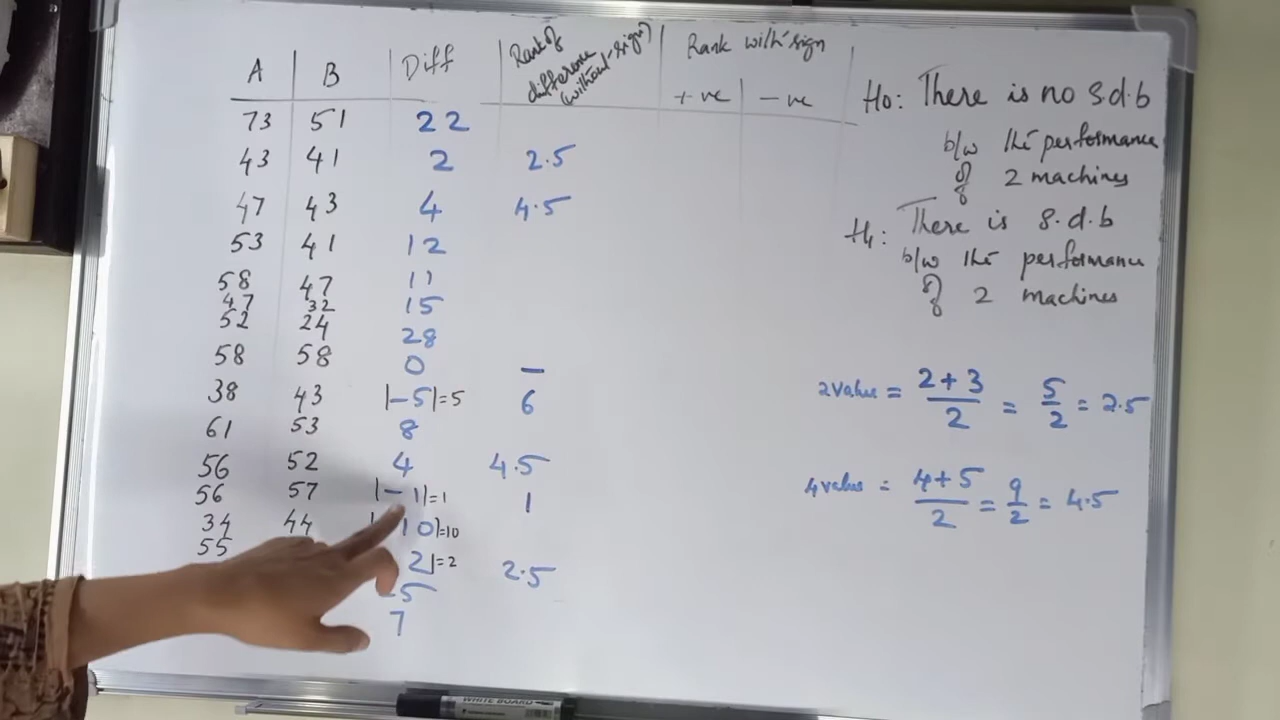 A B Diff Rank of difference (without sign) Rank with sign
+ve -ve
73 51 22
43 41 2 2.5
47 43 4 4.5
53 41 12
58 47 11
47 32 15
52 24 28
58 58 0 –
38 43 |-5|=5 6
61 53 8
56 52 4 4.5
56 57 |-1|=1 1
34 44 10|=10
55 2|=2 2.5
-5
7
Ho: There is no s.d.b
b/w the performance
of 2 machines
H1: There is s.d.b
b/w the performance
of 2 machines
2value = 2+3/2 = 5/2 = 2.5
4value = 4+5/2 = 9/2 = 4.5
WHITE BOARD